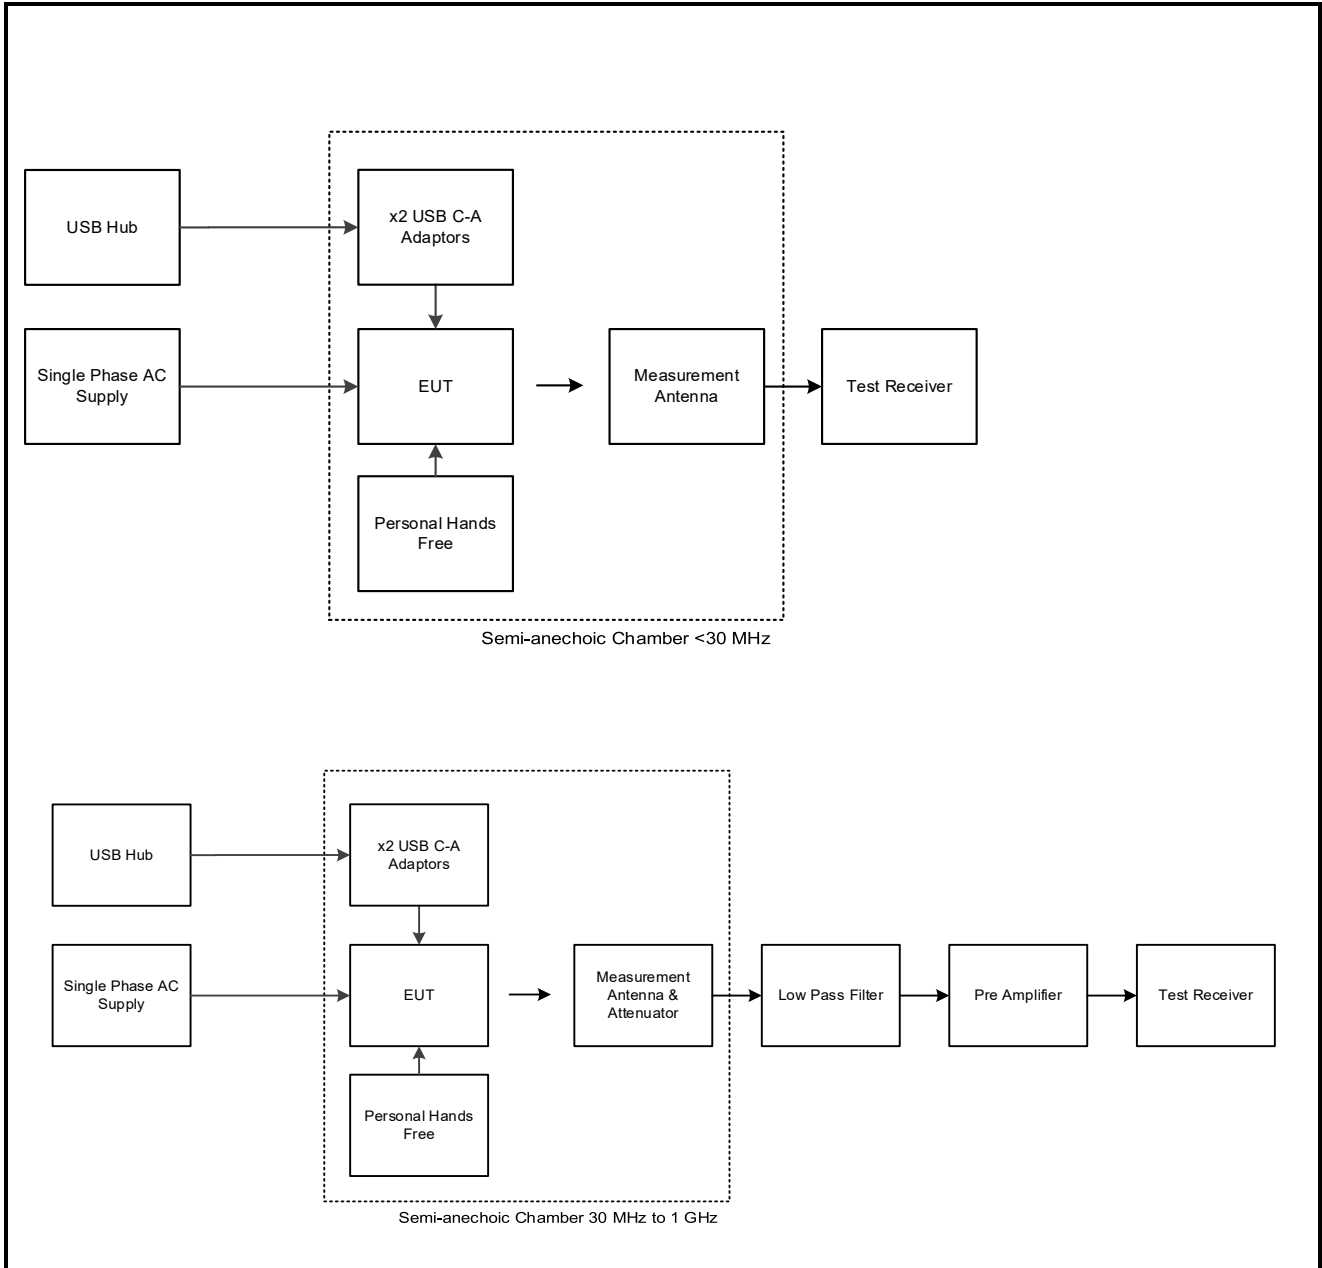 USB Hub
x2 USB C-A
Adaptors
Single Phase AC
Supply
EUT
Measurement
Antenna
Test Receiver
Personal Hands
Free
Semi-anechoic Chamber <30 MHz
USB Hub
x2 USB C-A
Adaptors
Single Phase AC
Supply
EUT
Measurement
Antenna &
Attenuator
Low Pass Filter
Pre Amplifier
Test Receiver
Personal Hands
Free
Semi-anechoic Chamber 30 MHz to 1 GHz